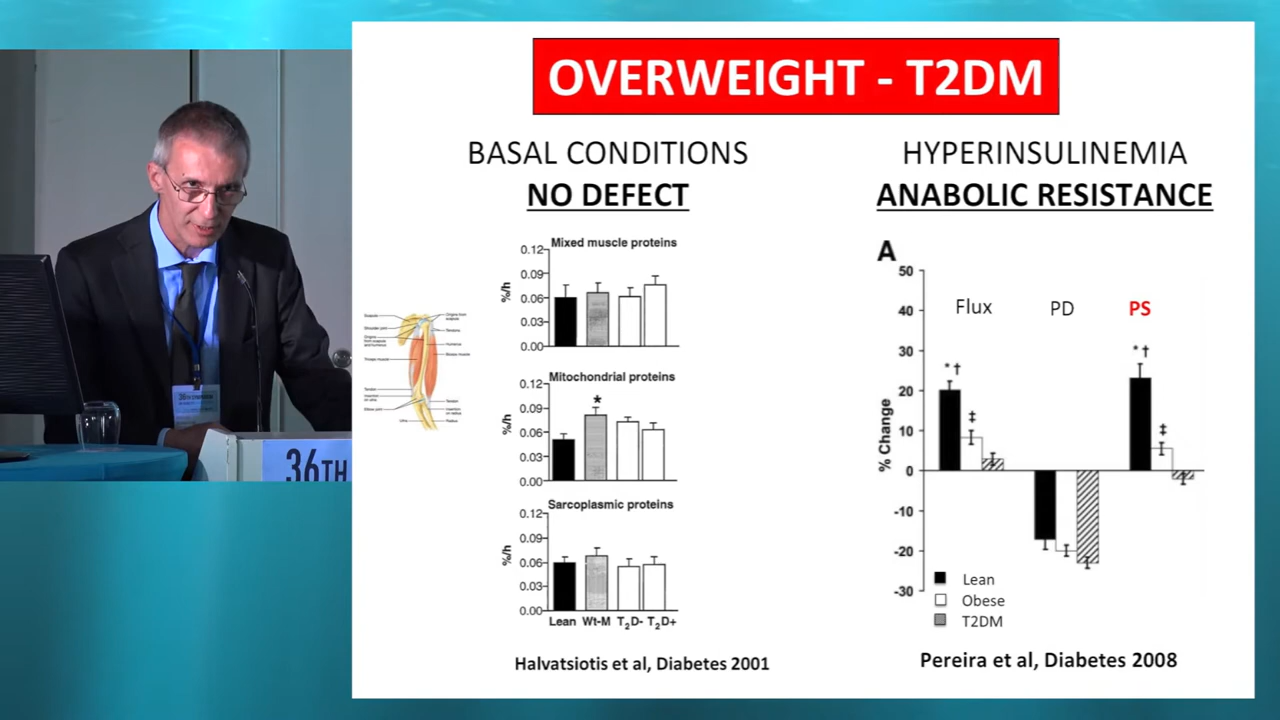 OVERWEIGHT - T2DM
BASAL CONDITIONS
NO DEFECT
HYPERINSULINEMIA
ANABOLIC RESISTANCE
Mixed muscle proteins
0.12
0.09
0.06
0.03
0.00
%/h
Mitochondrial proteins
0.12
0.09
0.06
0.03
0.00
%/h
*
Sarcoplasmic proteins
0.12
0.09
0.06
0.03
0.00
%/h
Lean Wt-M T2D- T2D+
Halvatsiotis et al, Diabetes 2001
A
50
40
30
20
10
0
-10
-20
-30
% Change
Flux PD PS
* † * †
‡ ‡
Lean
Obese
T2DM
Pereira et al, Diabetes 2008
36TH